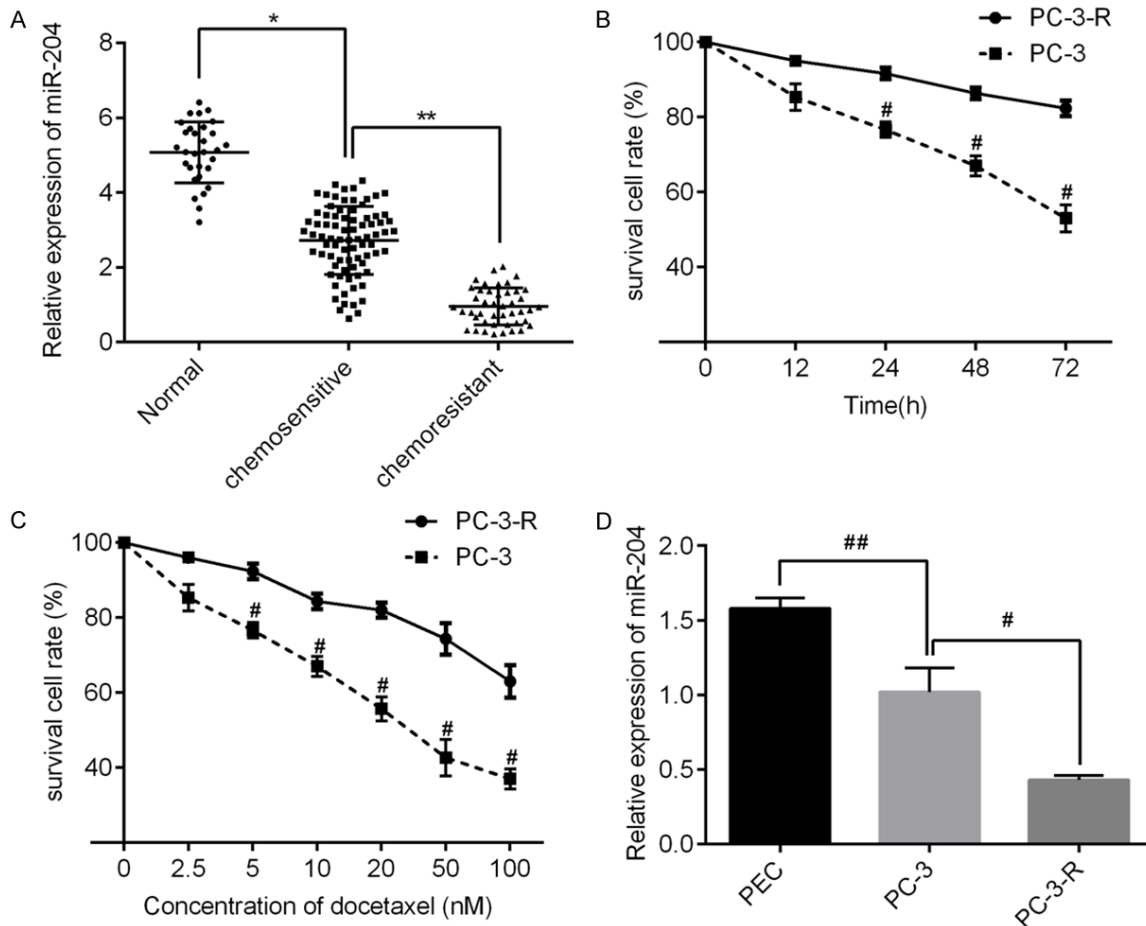 A
Relative expression of miR-204
8
6
4
2
0
*
**
Normal
chemosensitive
chemoresistant
B
PC-3-R
PC-3
survival cell rate (%)
100
80
60
40
#
#
#
0 12 24 48 72
Time(h)
C
PC-3-R
PC-3
survival cell rate (%)
100
80
60
40
#
#
#
#
#
0 2.5 5 10 20 50 100
Concentration of docetaxel (nM)
D
Relative expression of miR-204
2.0
1.5
1.0
0.5
0.0
##
#
PEC
PC-3
PC-3-R